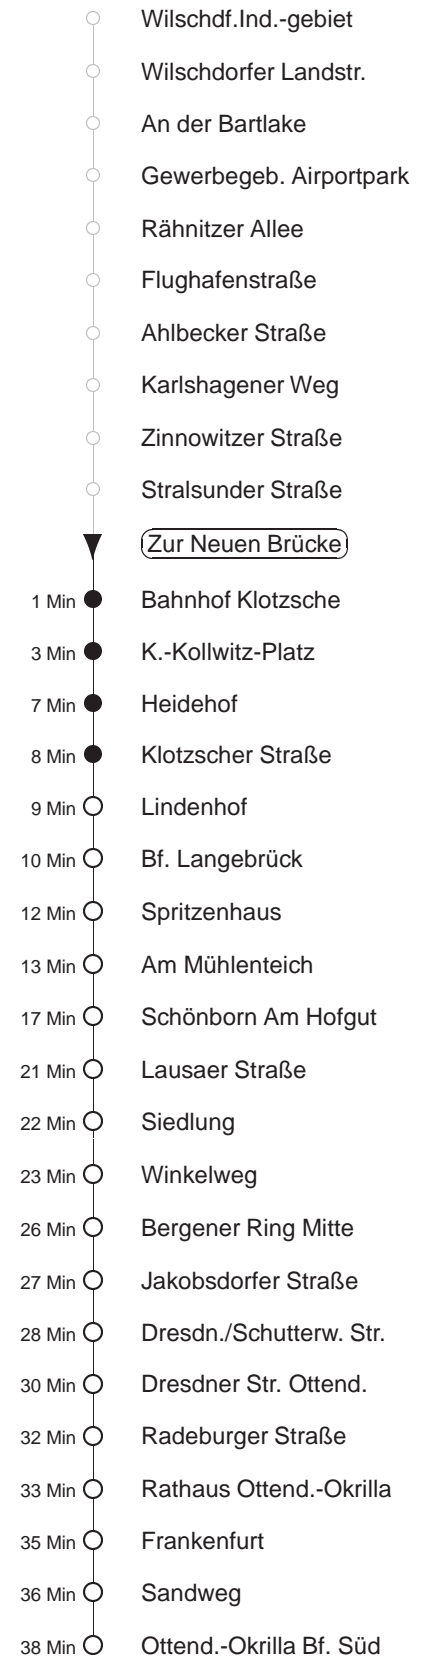 Wilschdf.Ind.-gebiet
Wilschdorfer Landstr.
An der Bartlake
Gewerbegeb. Airportpark
Rähnitzer Allee
Flughafenstraße
Ahlbecker Straße
Karlshagener Weg
Zinnowitzer Straße
Stralsunder Straße
Zur Neuen Brücke
1 Min Bahnhof Klotzsche
3 Min K.-Kollwitz-Platz
7 Min Heidehof
8 Min Klotzscher Straße
9 Min Lindenhof
10 Min Bf. Langebrück
12 Min Spritzenhaus
13 Min Am Mühlenteich
17 Min Schönborn Am Hofgut
21 Min Lausaer Straße
22 Min Siedlung
23 Min Winkelweg
26 Min Bergener Ring Mitte
27 Min Jakobsdorfer Straße
28 Min Dresdn./Schutterw. Str.
30 Min Dresdner Str. Ottend.
32 Min Radeburger Straße
33 Min Rathaus Ottend.-Okrilla
35 Min Frankenfurt
36 Min Sandweg
38 Min Ottend.-Okrilla Bf. Süd